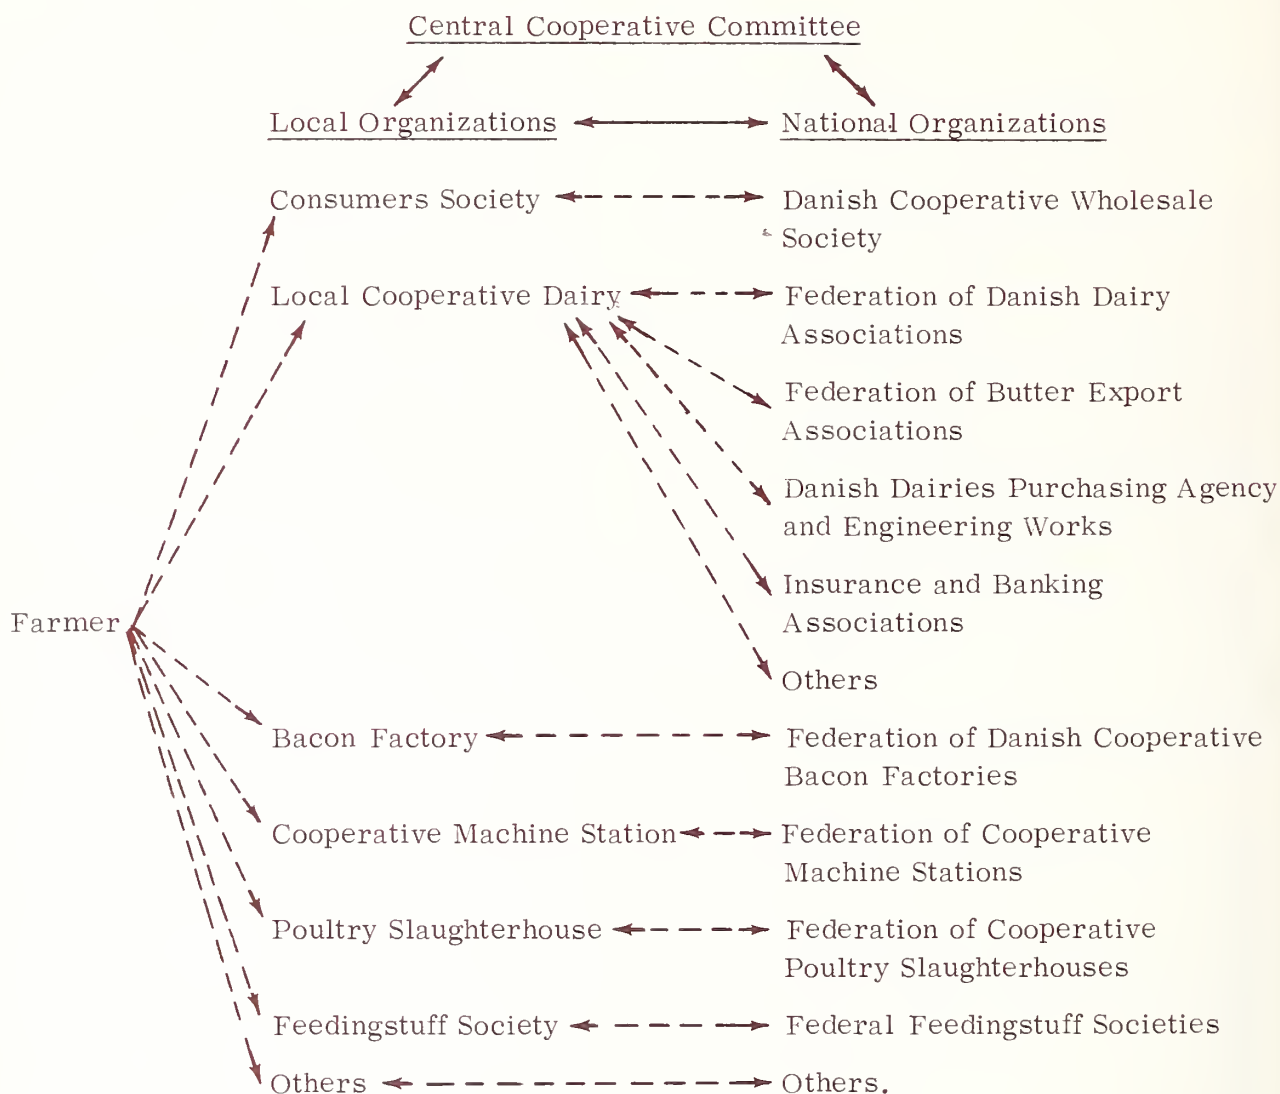 Central Cooperative Committee
Local Organizations National Organizations
Consumers Society Danish Cooperative Wholesale
Society
Local Cooperative Dairy Federation of Danish Dairy
Associations
Federation of Butter Export
Associations
Danish Dairies Purchasing Agency
and Engineering Works
Insurance and Banking
Associations
Farmer
Others
Bacon Factory Federation of Danish Cooperative
Bacon Factories
Cooperative Machine Station Federation of Cooperative
Machine Stations
Poultry Slaughterhouse Federation of Cooperative
Poultry Slaughterhouses
Feedingstuff Society Federal Feedingstuff Societies
Others Others.